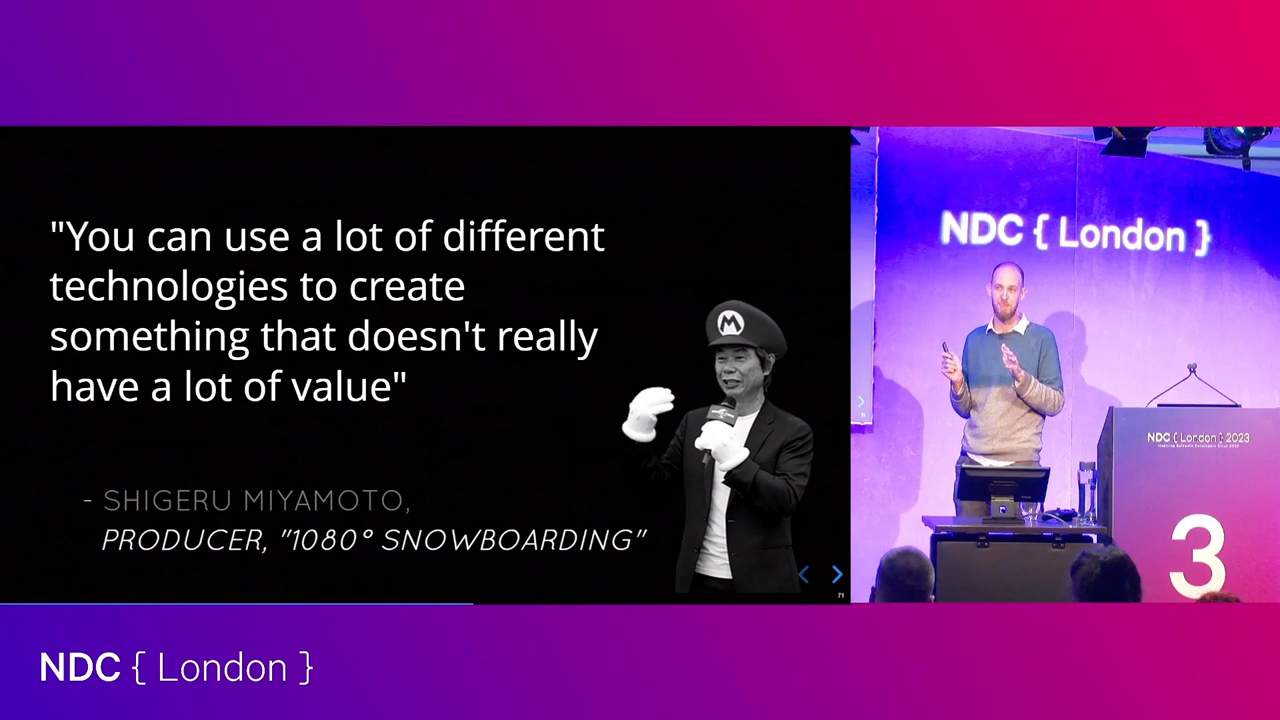 "You can use a lot of different
technologies to create
something that doesn't really
have a lot of value"
- SHIGERU MIYAMOTO,
PRODUCER, "1080° SNOWBOARDING"
71
M
NDC { London }
NDC { London } 2023
3
NDC { London }